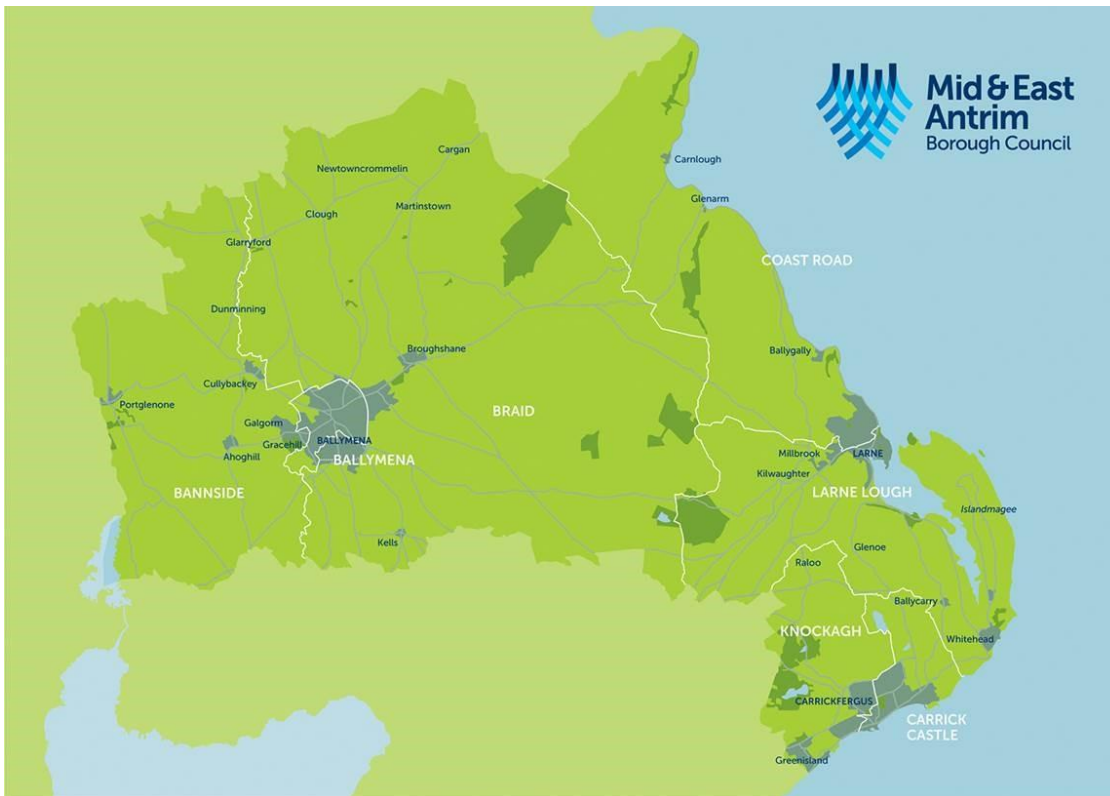 Mid & East
Antrim
Borough Council
Cargan
Carnlough
Newtowncrommelin
Glenarm
Martinstown
Clough
Glarryford
COAST ROAD
Dunminning
Broughshane
Ballygally
Cullybackey
Portglenone
BRAID
Galgorm
BALLYMENA
Gracehill
Ahoghill
BALLYMENA
Millbrook
LARNE
Kilwaughter
BANNSIDE
LARNE LOUGH
Islandmagee
Kells
Glenoe
Raloo
Ballycarry
KNOCKAGH
Whitehead
CARRICKFERGUS
CARRICK
CASTLE
Greenisland